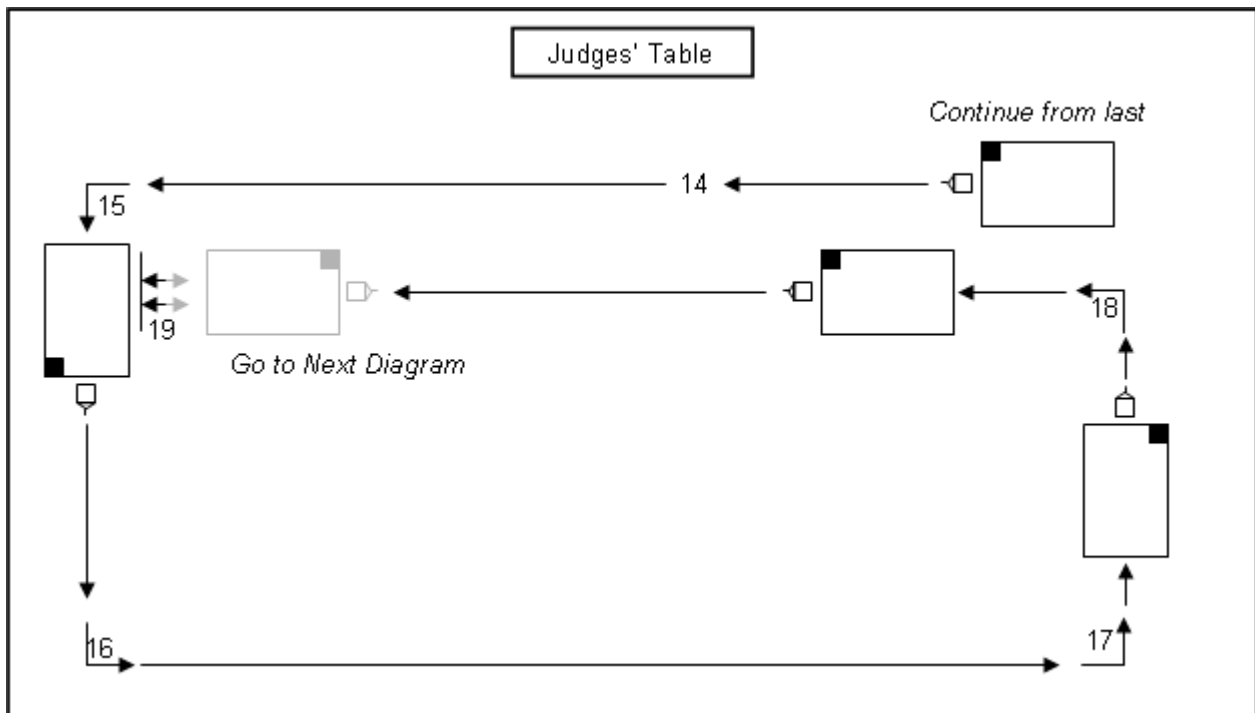 Judges' Table
Continue from last
14
15
18
19
Go to Next Diagram
16
17